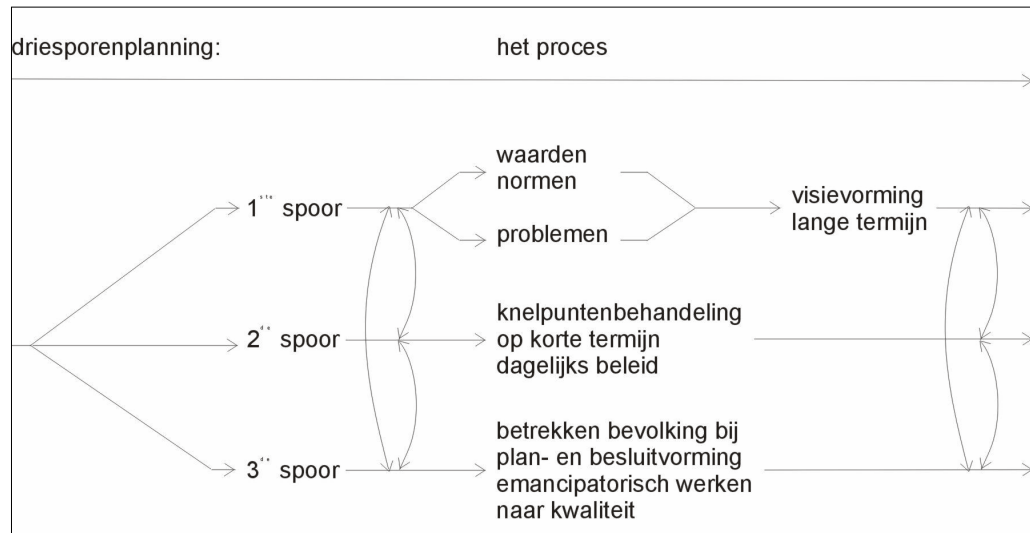 driesporenplanning: het proces
waarden
normen
1ste spoor
problemen
visievorming
lange termijn
2de spoor
knelpuntenbehandeling
op korte termijn
dagelijks beleid
3de spoor
betrekken bevolking bij
plan- en besluitvorming
emancipatorisch werken
naar kwaliteit